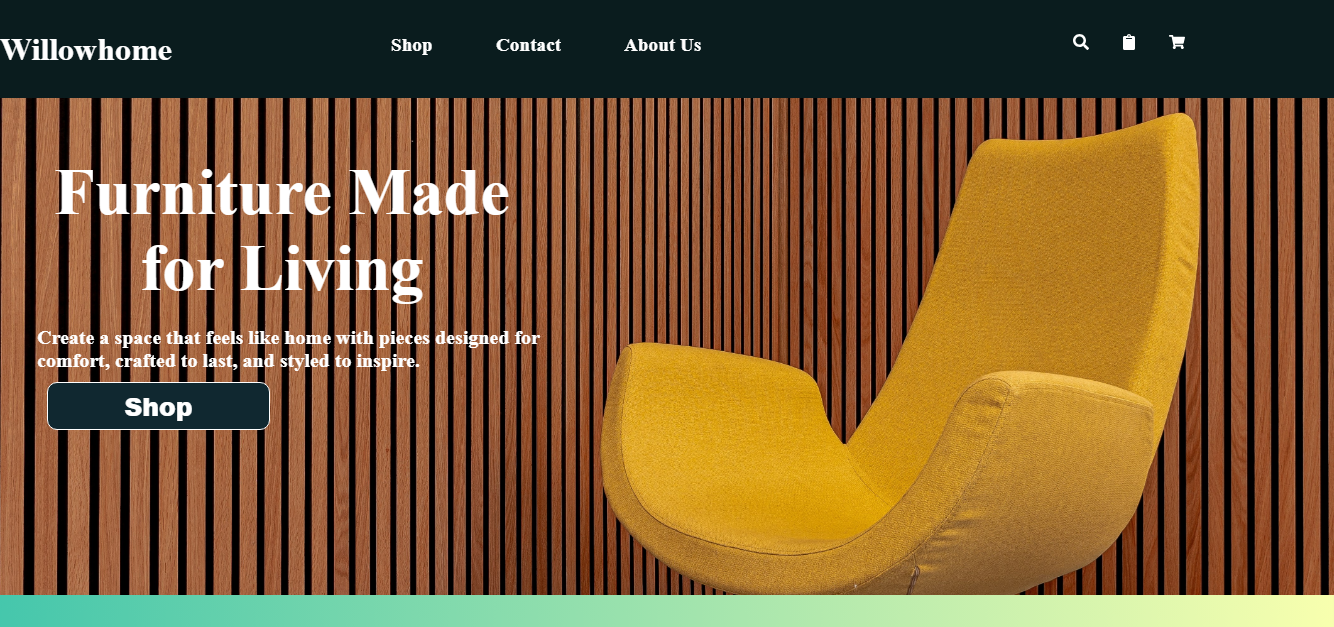 Willowhome
Shop
Contact
About Us
Furniture Made
for Living
Create a space that feels like home with pieces designed for
comfort, crafted to last, and styled to inspire.
Shop